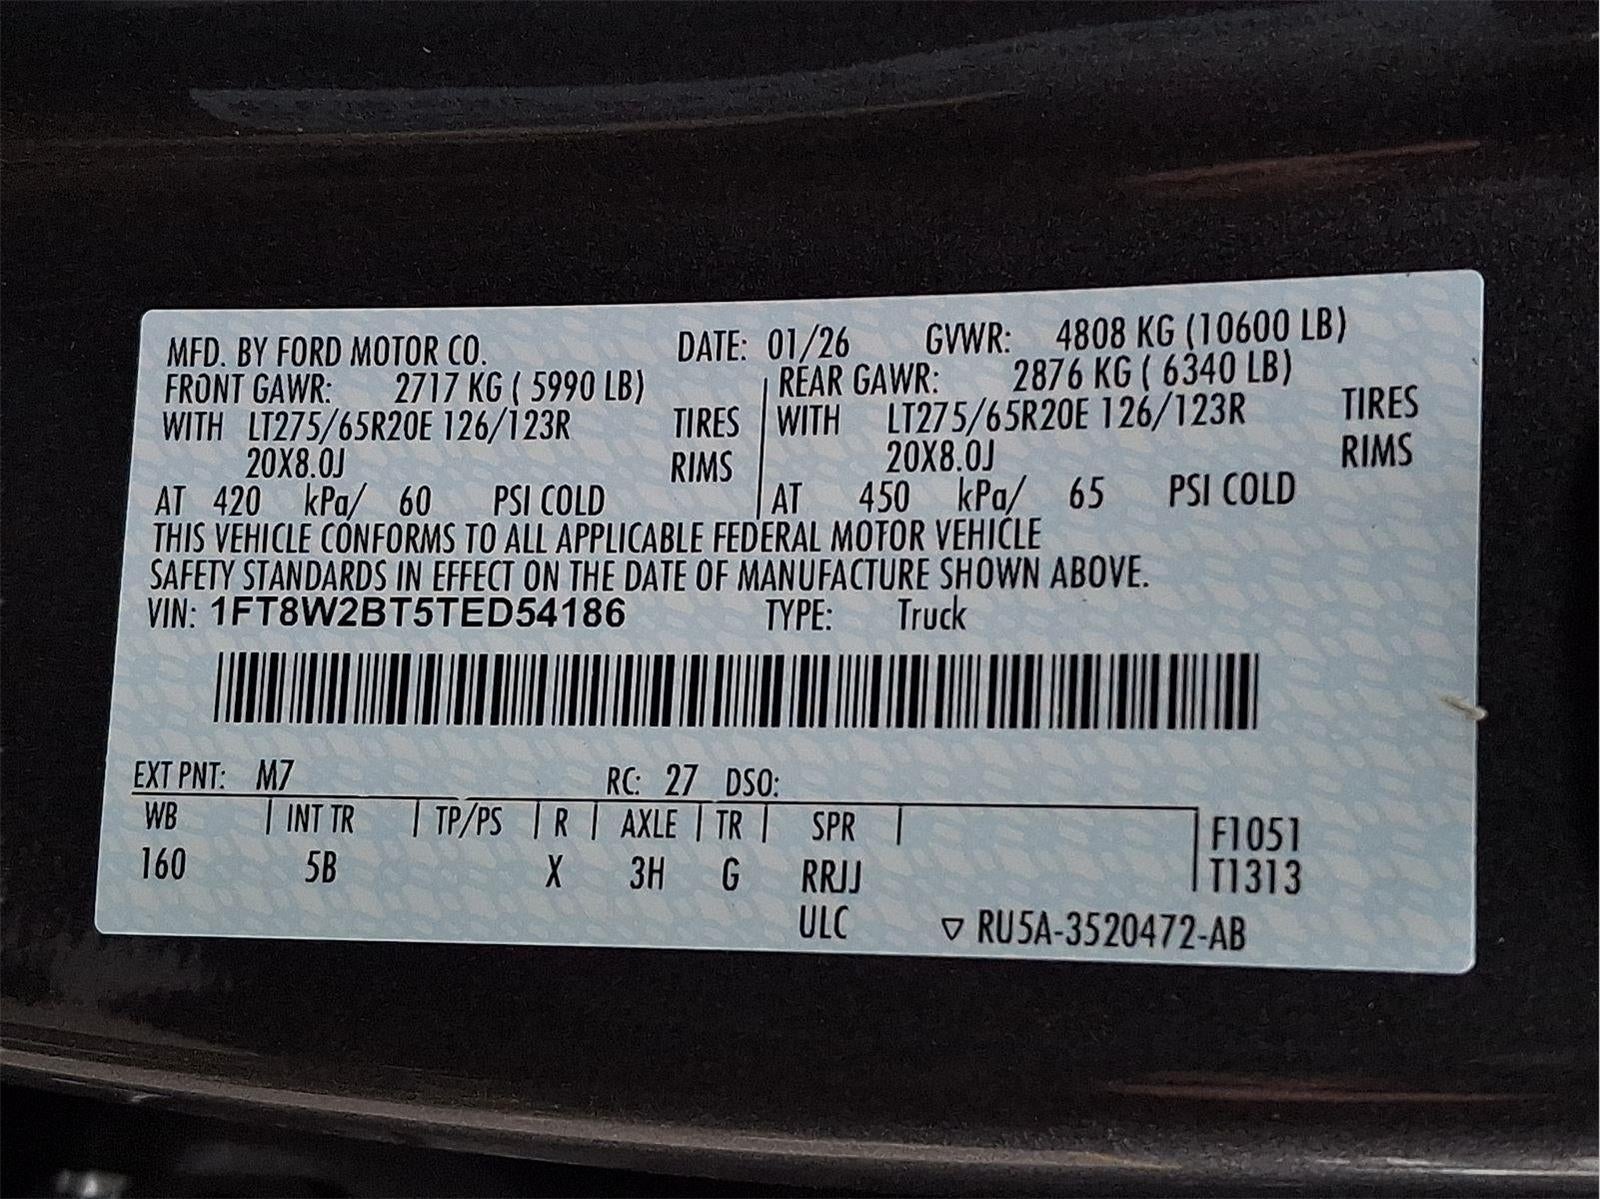 MFD. BY FORD MOTOR CO. DATE: 01/26 GVWR: 4808 KG (10600 LB)
FRONT GAWR: 2717 KG ( 5990 LB) REAR GAWR: 2876 KG ( 6340 LB)
WITH LT275/65R20E 126/123R TIRES WITH LT275/65R20E 126/123R TIRES
20X8.0J RIMS 20X8.0J RIMS
AT 420 kPa/ 60 PSI COLD AT 450 kPa/ 65 PSI COLD
THIS VEHICLE CONFORMS TO ALL APPLICABLE FEDERAL MOTOR VEHICLE
SAFETY STANDARDS IN EFFECT ON THE DATE OF MANUFACTURE SHOWN ABOVE.
VIN: 1FT8W2BT5TED54186 TYPE: Truck
EXT PNT: M7 RC: 27 DSO:
WB INT TR TP/PS R AXLE TR SPR F1051
160 5B X 3H G RRJJ T1313
ULC ▽ RU5A-3520472-AB